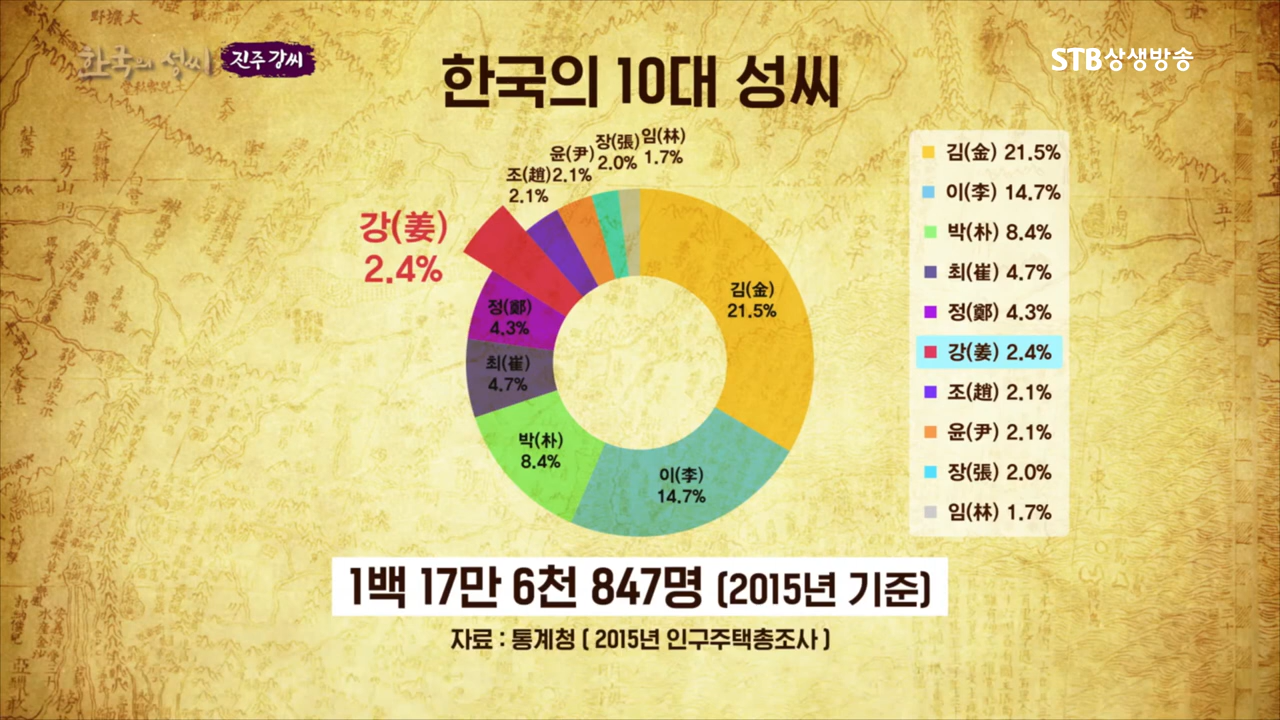 한국의 성씨 진주 강씨
STB상생방송
한국의 10대 성씨
임(林)
1.7%
장(張)
2.0%
윤(尹)
2.1%
조(趙)
2.1%
강(姜)
2.4%
정(鄭)
4.3%
최(崔)
4.7%
박(朴)
8.4%
이(李)
14.7%
김(金)
21.5%
김(金) 21.5%
이(李) 14.7%
박(朴) 8.4%
최(崔) 4.7%
정(鄭) 4.3%
강(姜) 2.4%
조(趙) 2.1%
윤(尹) 2.1%
장(張) 2.0%
임(林) 1.7%
1백 17만 6천 847명 (2015년 기준)
자료 : 통계청 ( 2015년 인구주택총조사 )